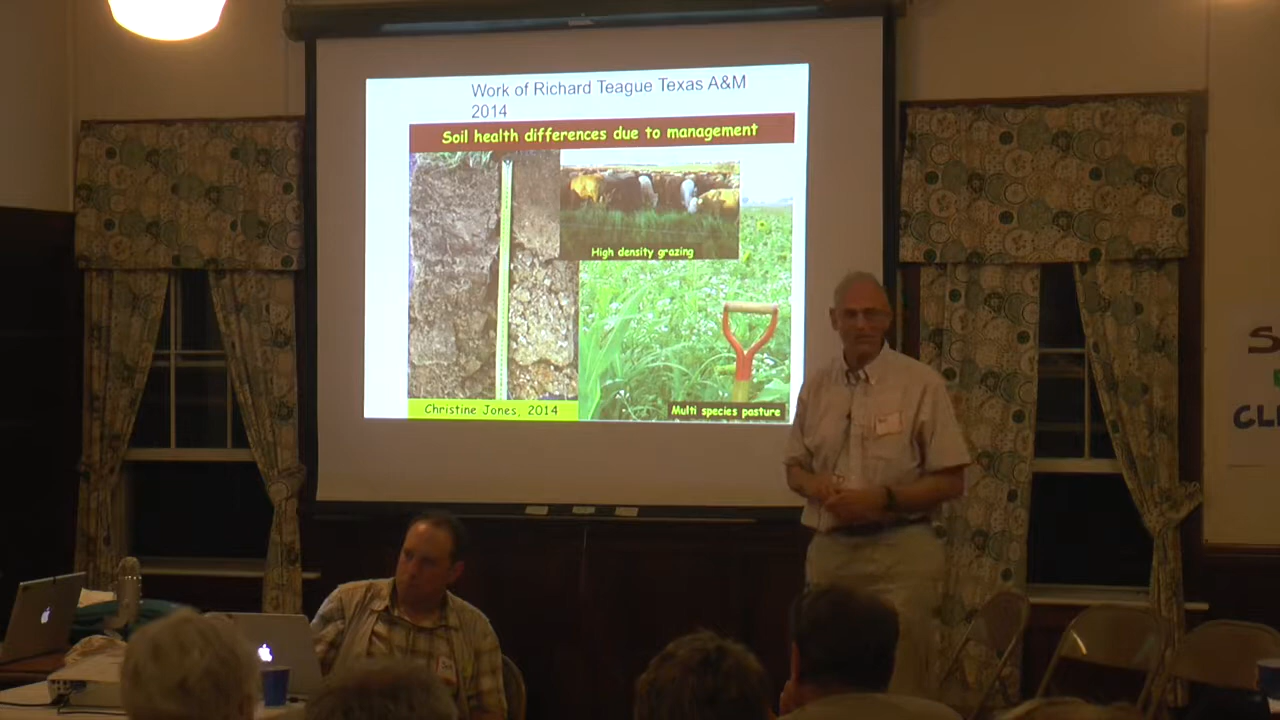 Work of Richard Teague Texas A&M
2014
Soil health differences due to management
High density grazing
Christine Jones, 2014
Multi species pasture